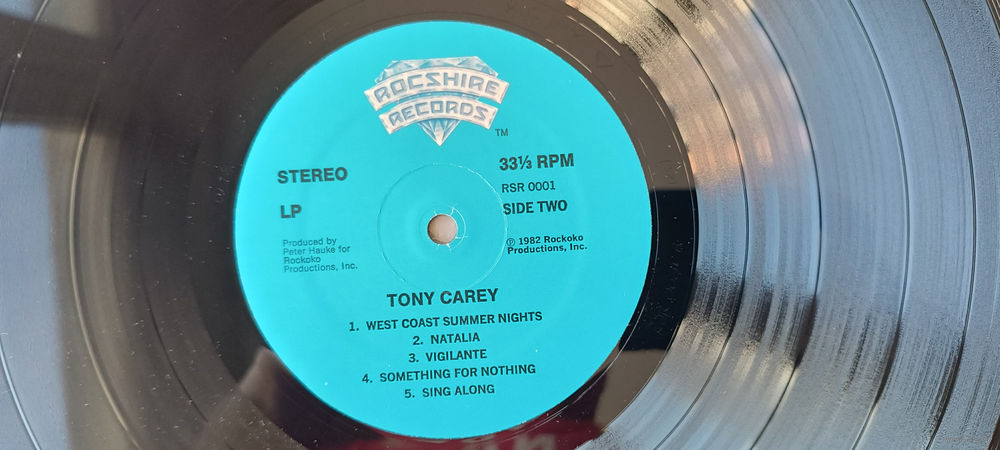 ROCSHIRE
RECORDS
TM
STEREO
33⅓ RPM
RSR 0001
LP
SIDE TWO
Produced by
Peter Hauke for
Rockoko
Productions, Inc.
℗ 1982 Rockoko
Productions, Inc.
TONY CAREY
1. WEST COAST SUMMER NIGHTS
2. NATALIA
3. VIGILANTE
4. SOMETHING FOR NOTHING
5. SING ALONG